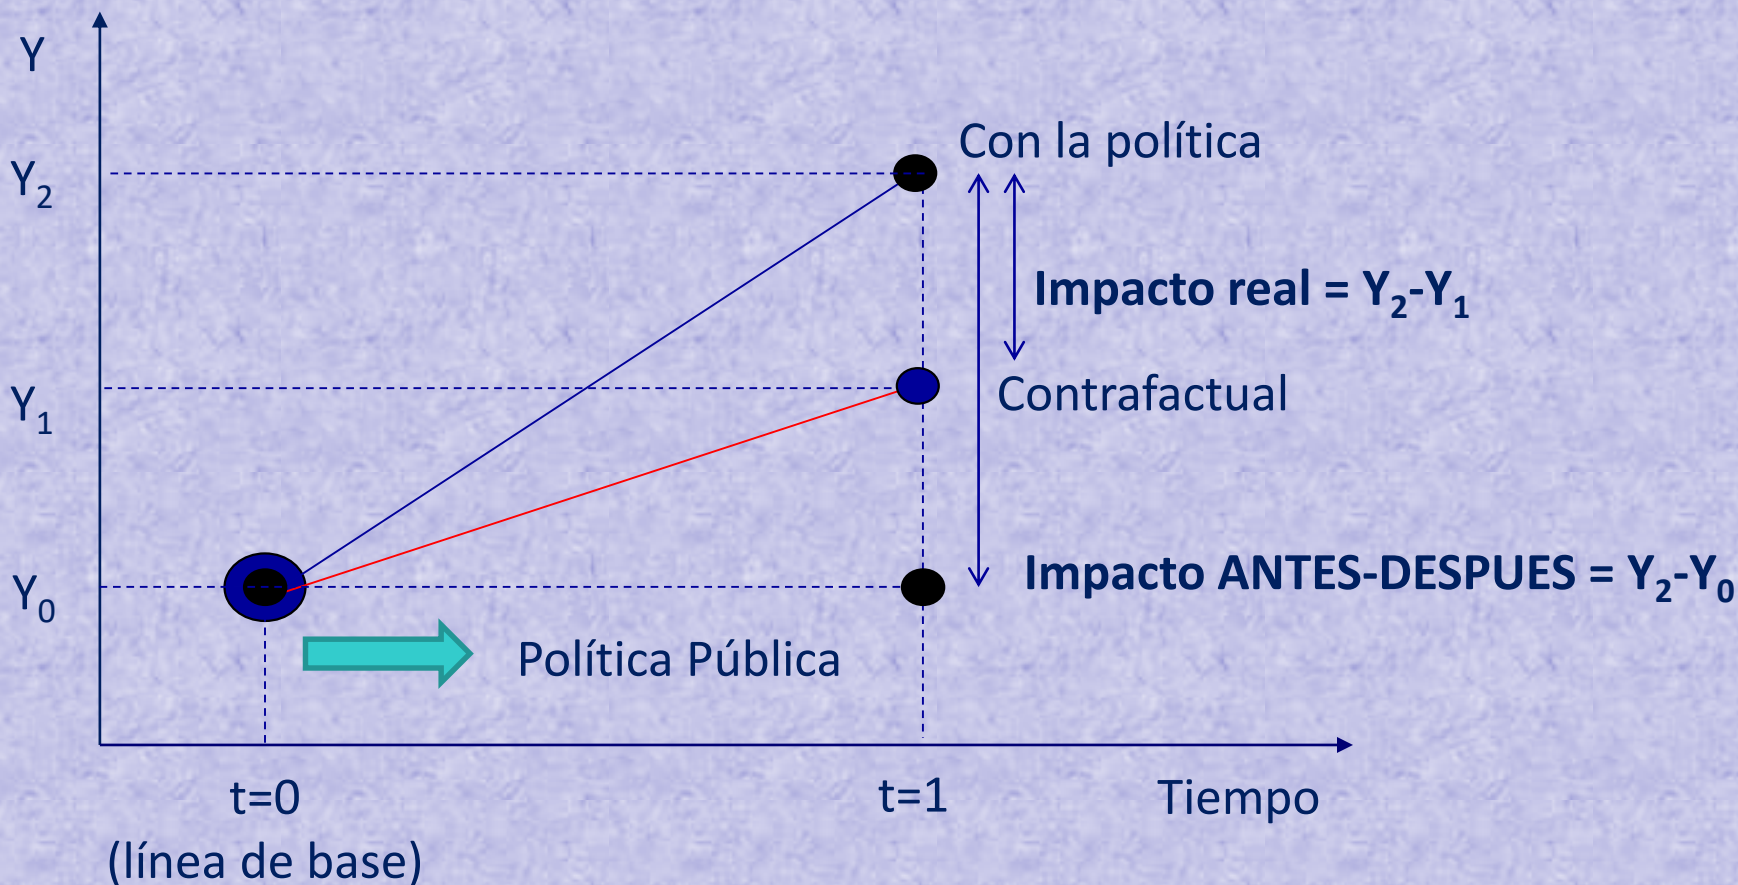 Y
Con la política
Y2
Impacto real = Y2-Y1
Contrafactual
Y1
Impacto ANTES-DESPUES = Y2-Y0
Y0
Política Pública
t=0
t=1
Tiempo
(línea de base)